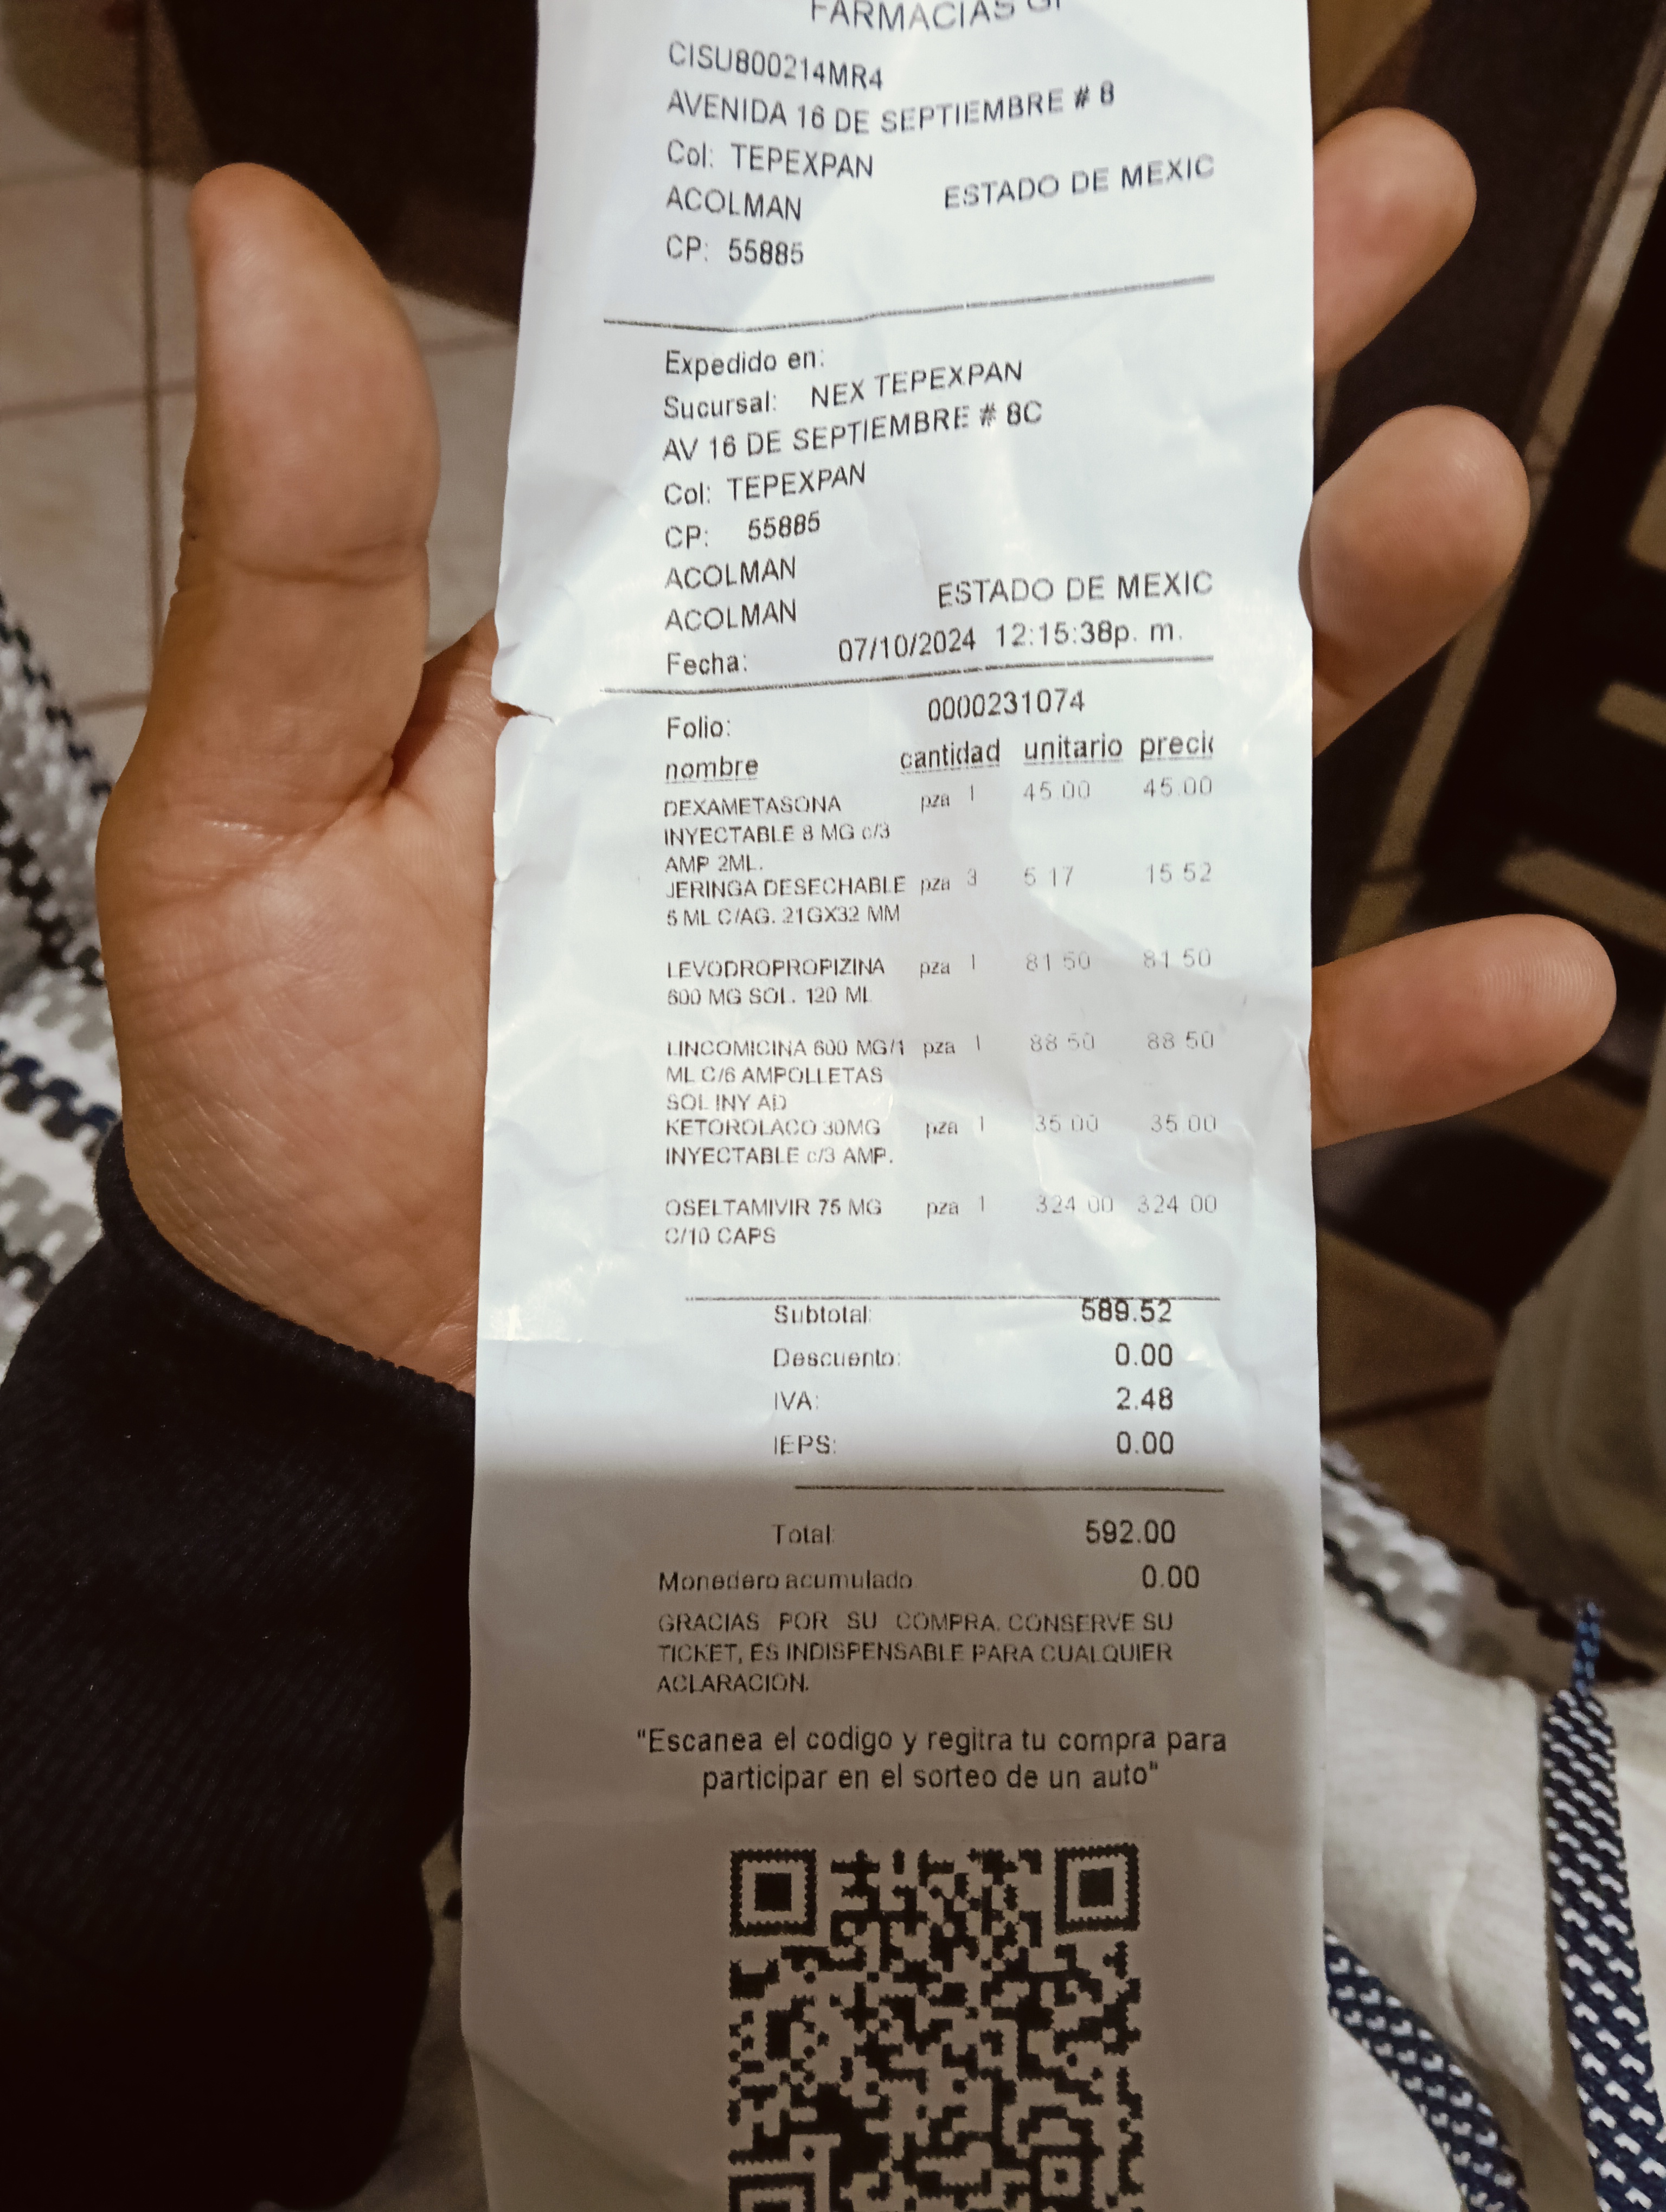 FARMACIAS
CISU800214MR4
AVENIDA 16 DE SEPTIEMBRE # 8
Col: TEPEXPAN
ACOLMAN ESTADO DE MEXIC
CP: 55885
Expedido en:
Sucursal: NEX TEPEXPAN
AV 16 DE SEPTIEMBRE # 8C
Col: TEPEXPAN
CP: 55885
ACOLMAN
ACOLMAN ESTADO DE MEXIC
Fecha: 07/10/2024 12:15:38p. m.
Folio: 0000231074
nombre cantidad unitario preci
DEXAMETASONA pza 1 45.00 45.00
INYECTABLE 8 MG c/3
AMP 2ML.
JERINGA DESECHABLE pza 3 5.17 15.52
5 ML C/AG. 21GX32 MM
LEVODROPROPIZINA pza 1 81.50 81.50
600 MG SOL. 120 ML
LINCOMICINA 600 MG/1 pza 1 88.50 88.50
ML C/6 AMPOLLETAS
SOL INY AD
KETOROLACO 30MG pza 1 35.00 35.00
INYECTABLE c/3 AMP.
OSELTAMIVIR 75 MG pza 1 324.00 324.00
C/10 CAPS
Subtotal: 589.52
Descuento: 0.00
IVA: 2.48
IEPS: 0.00
Total: 592.00
Monedero acumulado 0.00
GRACIAS POR SU COMPRA. CONSERVE SU
TICKET, ES INDISPENSABLE PARA CUALQUIER
ACLARACION.
"Escanea el codigo y regitra tu compra para
participar en el sorteo de un auto"